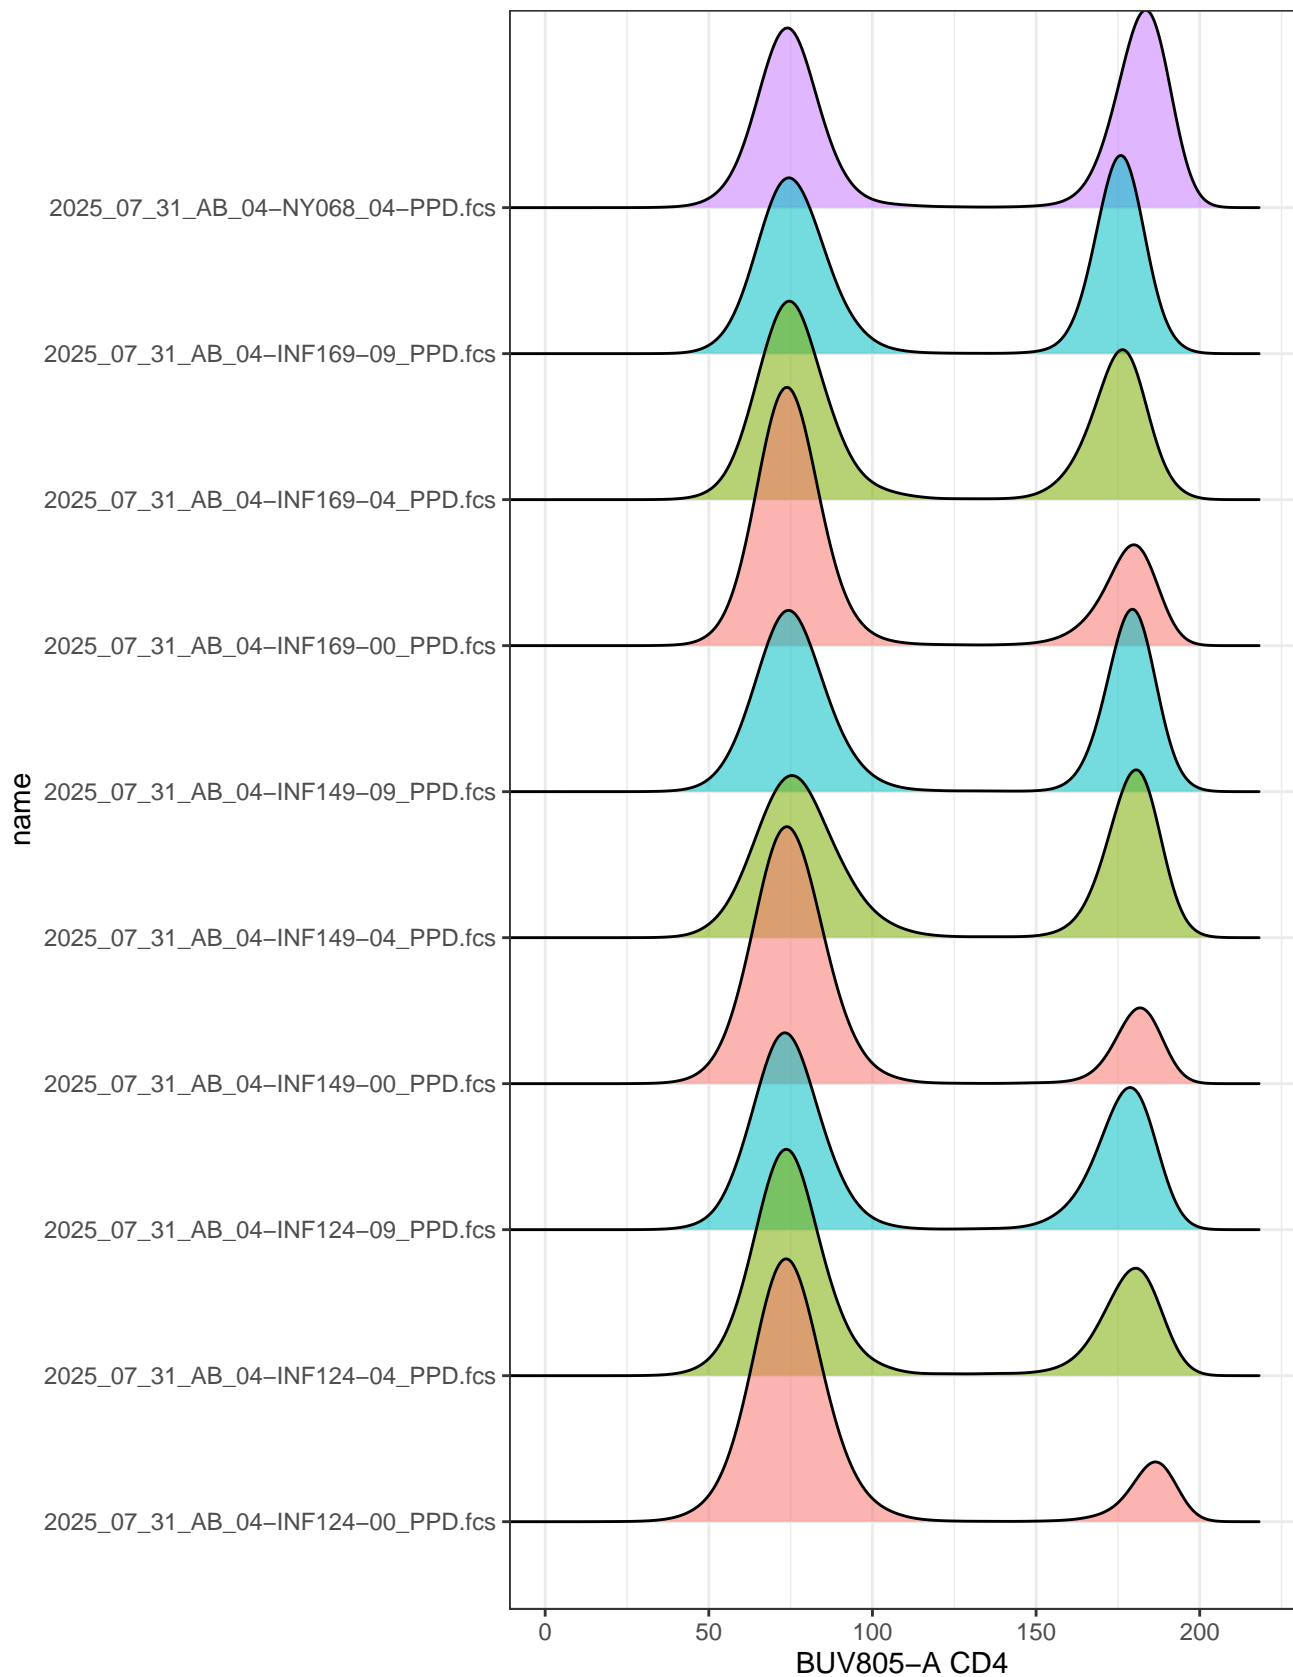 2025_07_31_AB_04−NY068_04−PPD.fcs
2025_07_31_AB_04−INF169−09_PPD.fcs
2025_07_31_AB_04−INF169−04_PPD.fcs
2025_07_31_AB_04−INF169−00_PPD.fcs
2025_07_31_AB_04−INF149−09_PPD.fcs
name
2025_07_31_AB_04−INF149−04_PPD.fcs
2025_07_31_AB_04−INF149−00_PPD.fcs
2025_07_31_AB_04−INF124−09_PPD.fcs
2025_07_31_AB_04−INF124−04_PPD.fcs
2025_07_31_AB_04−INF124−00_PPD.fcs
0 50 100 150 200
BUV805−A CD4